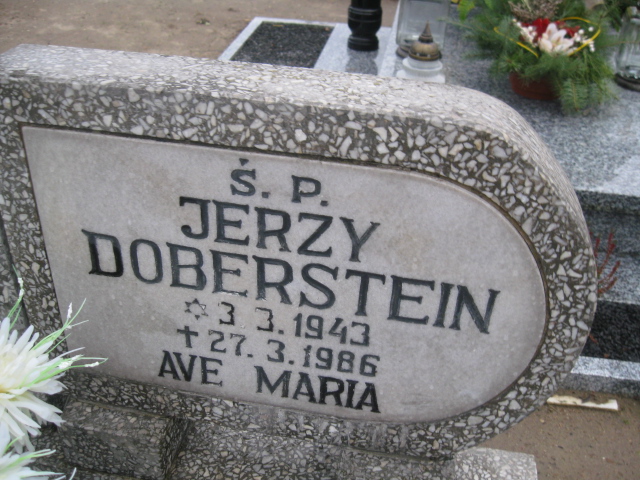 Ś. P.
JERZY
DOBERSTEIN
✡ 3 3.1943
✝ 27.3.1986
AVE MARIA